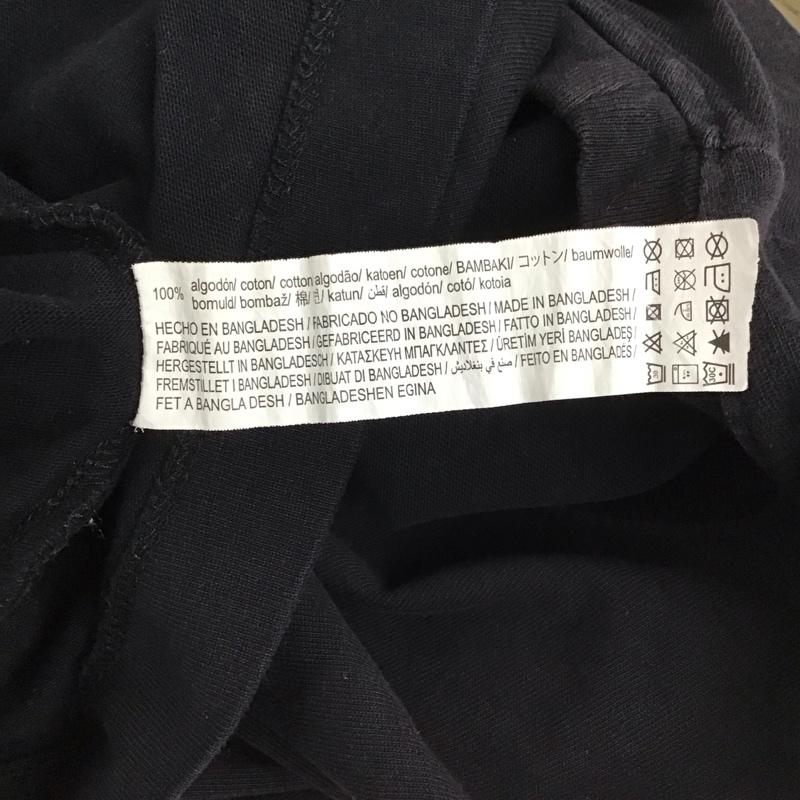 100% algodón/ coton/ cotton algodão/ katoen/ cotone/ BAMBAKI/ コットン/ baumwolle/
bomuld/ bombaž/ 棉/ katun/ قطن/ algodón/ cotó/ kotoia
HECHO EN BANGLADESH / FABRICADO NO BANGLADESH / MADE IN BANGLADESH /
FABRIQUÉ AU BANGLADESH / GEFABRICEERD IN BANGLADESH / FATTO IN BANGLADESH /
HERGESTELLT IN BANGLADESCH / ΚΑΤΑΣΚΕΥΗ ΜΠΑΓΚΛΑΝΤΕΣ / ÜRETİM YERİ BANGLADEŞ /
FREMSTILLET I BANGLADESH / DIBUAT DI BANGLADESH / صنع في بنغلاديش / FEITO EN BANGLADÉS /
FET A BANGLA DESH / BANGLADESHEN EGINA
30
30C